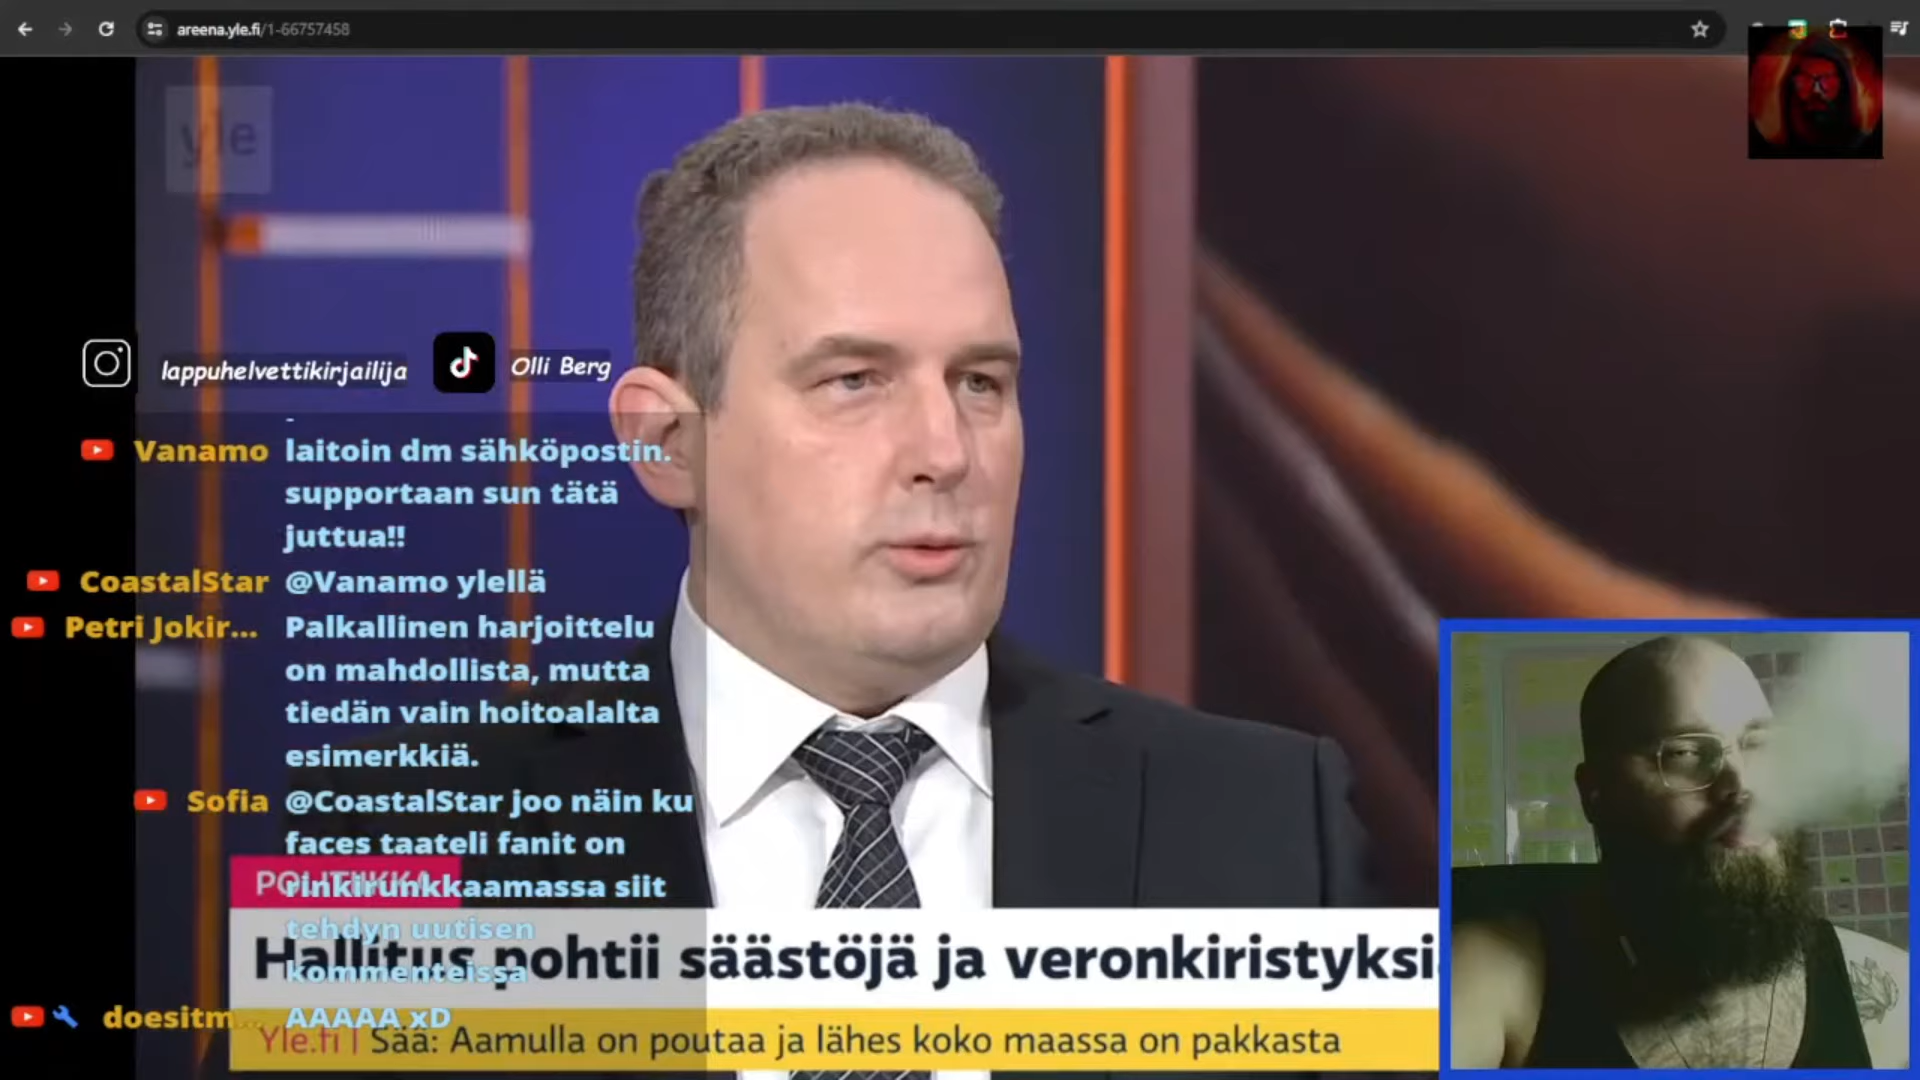 areena.yle.fi/1-66757458
yle
lappuhelvettikirjailija
Olli Berg
Vanamo laitoin dm sähköpostin.
supportaan sun tätä
juttua!!
CoastalStar @Vanamo ylellä
Petri Jokir... Palkallinen harjoittelu
on mahdollista, mutta
tiedän vain hoitoalalta
esimerkkiä.
Sofia @CoastalStar joo näin ku
faces taateli fanit on
rinkirunkkaamassa siit
tehdyn uutisen
kommenteissa
doesitm... AAAAA xD
POLITIIKKA
Hallitus pohtii säästöjä ja veronkiristyksi
Yle.fi | Sää: Aamulla on poutaa ja lähes koko maassa on pakkasta